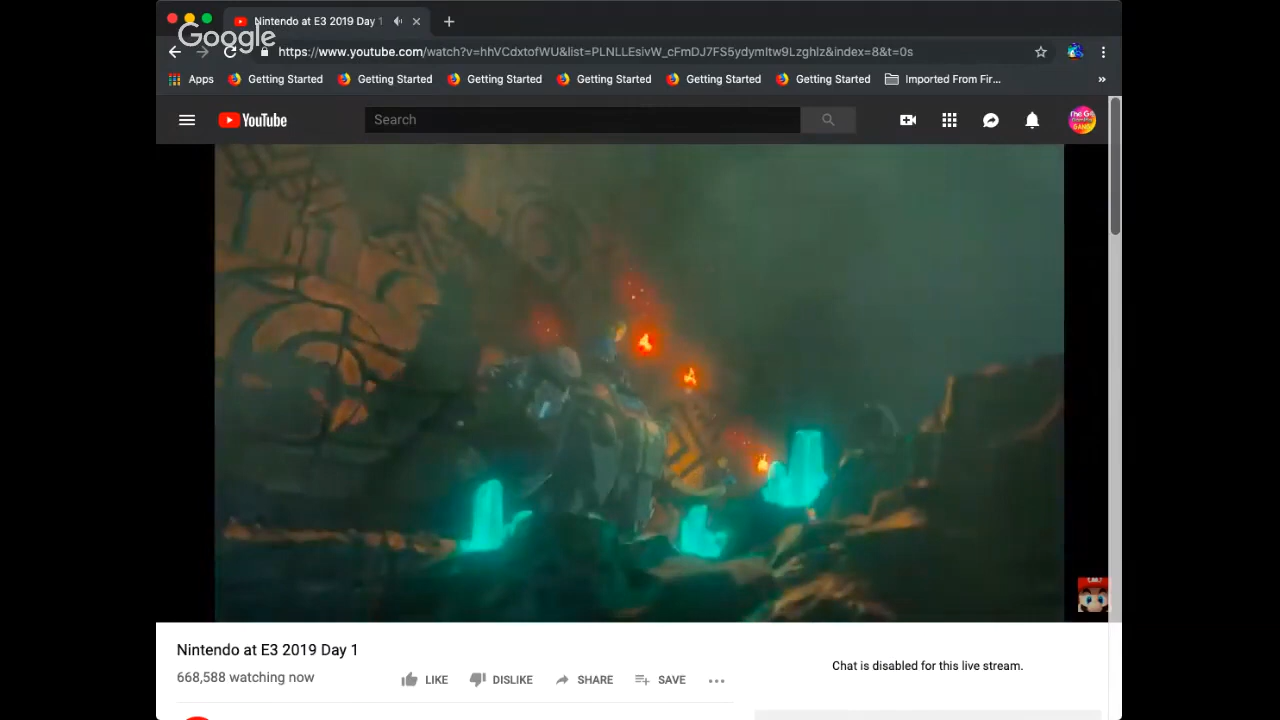 Nintendo at E3 2019 Day 1
Google
https://www.youtube.com/watch?v=hhVCdxtofWU&list=PLNLLEsivW_cFmDJ7FS5ydymItw9Lzghlz&index=8&t=0s
Apps Getting Started Getting Started Getting Started Getting Started Getting Started Getting Started Imported From Fir... »
YouTube Search
Nintendo at E3 2019 Day 1
668,588 watching now
LIKE DISLIKE SHARE SAVE
Chat is disabled for this live stream.